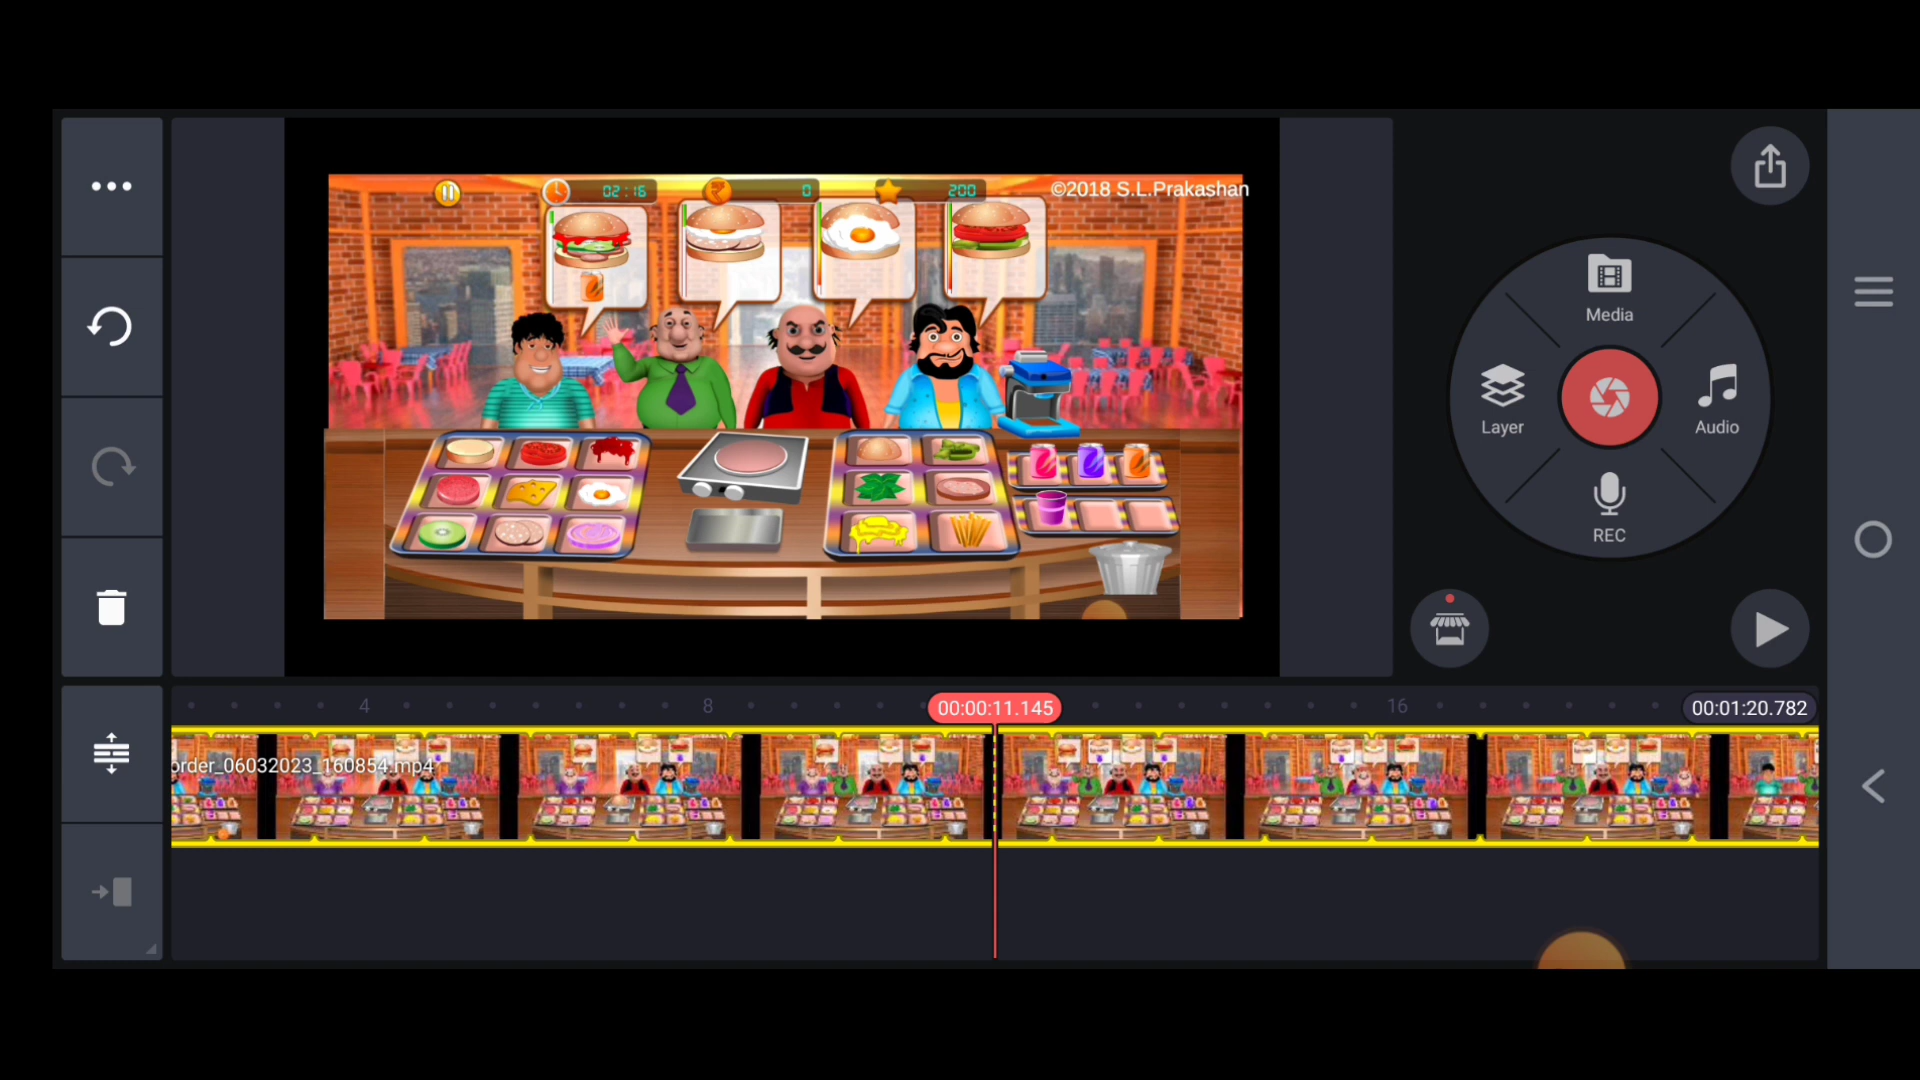 02:16
0
200
©2018 S.L.Prakashan
Media
Layer
Audio
REC
4
8
00:00:11.145
16
00:01:20.782
order_06032023_160854.mp4